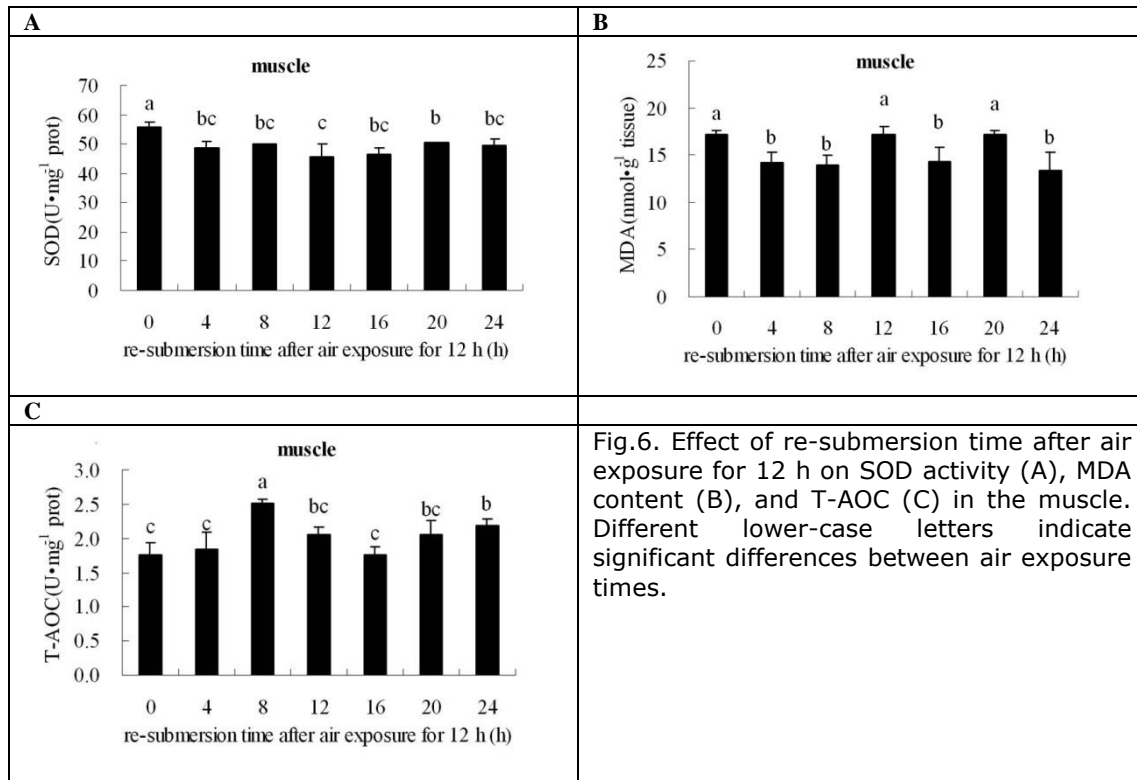 A
muscle
SOD(U•mg⁻¹ prot)
70
60
50
40
30
20
10
0
a bc bc c bc b bc
0 4 8 12 16 20 24
re-submersion time after air exposure for 12 h (h)
B
muscle
MDA(nmol•g⁻¹ tissue)
25
20
15
10
5
0
a b b a b a b
0 4 8 12 16 20 24
re-submersion time after air exposure for 12 h (h)
C
muscle
T-AOC(U•mg⁻¹ prot)
3.0
2.5
2.0
1.5
1.0
0.5
0.0
c c a bc c bc b
0 4 8 12 16 20 24
re-submersion time after air exposure for 12 h (h)
Fig.6. Effect of re-submersion time after air
exposure for 12 h on SOD activity (A), MDA
content (B), and T-AOC (C) in the muscle.
Different lower-case letters indicate
significant differences between air exposure
times.